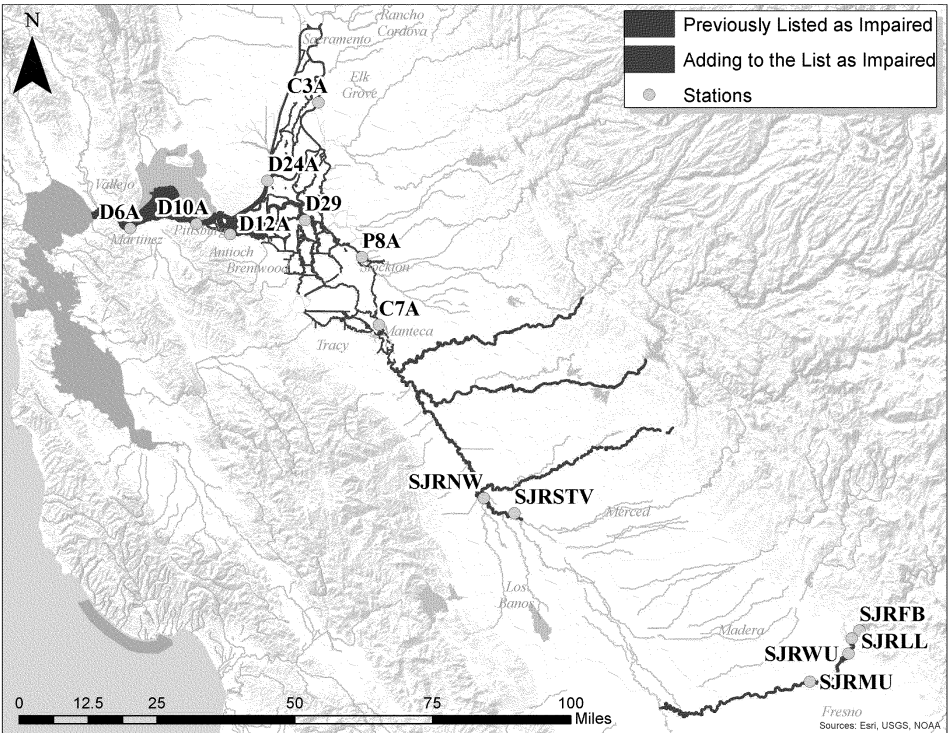 N
Previously Listed as Impaired
Adding to the List as Impaired
Stations
Rancho
Cordova
Sacramento
Elk
Grove
C3A
D24A
Vallejo
D6A
D10A
D29
D12A
Martinez
Pittsburg
Antioch
Brentwood
P8A
Stockton
C7A
Manteca
Tracy
SJRNW
SJRSTV
Merced
Los
Banos
Madera
SJRFB
SJRLL
SJRWU
SJRMU
Fresno
0 12.5 25 50 75 100
Miles
Sources: Esri, USGS, NOAA